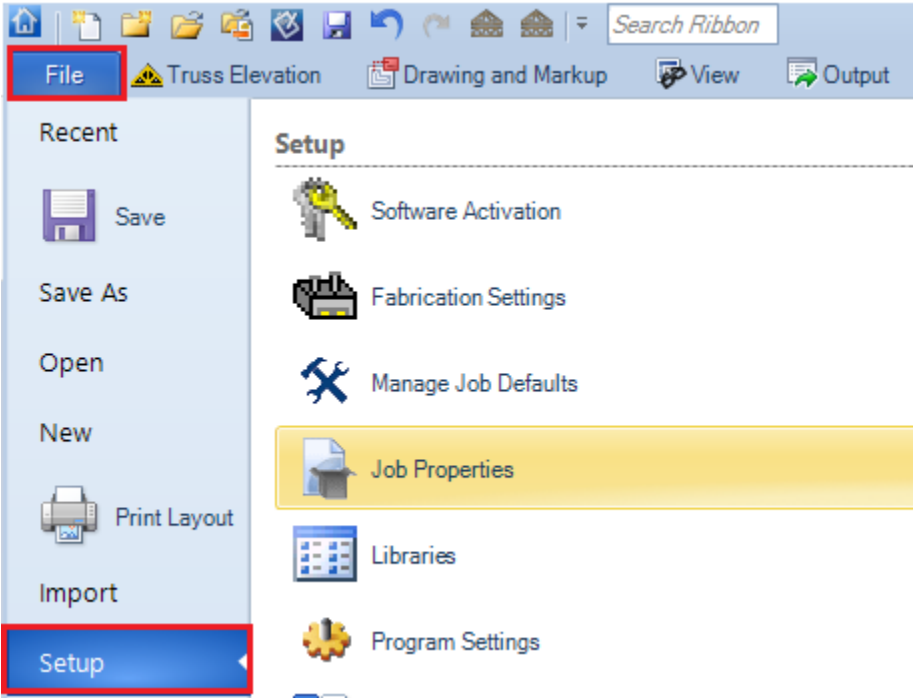 Search Ribbon
File Truss Elevation Drawing and Markup View Output
Recent
Save
Save As
Open
New
Print Layout
Import
Setup
Setup
Software Activation
Fabrication Settings
Manage Job Defaults
Job Properties
Libraries
Program Settings